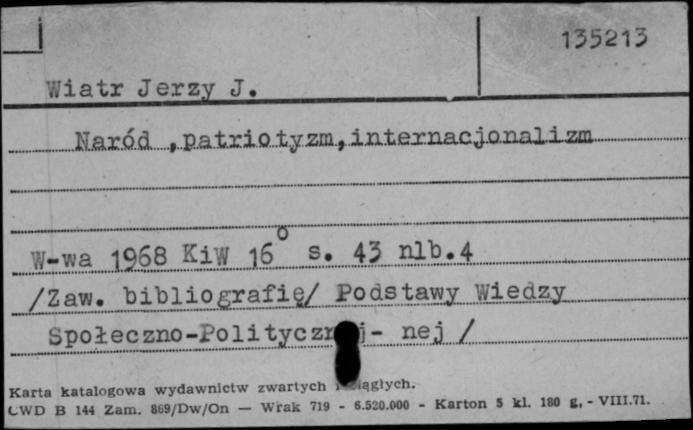 135213
Wiatr Jerzy J.
Naród ,patriotyzm,internacjonalizm
W-wa 1968 KiW 16° s. 43 nlb.4
/Zaw. bibliografię/ Podstawy Wiedzy
Społeczno- nej /
Karta katalogowa wydawnictw zwartych
CWD B 144 Zam. 869/Dw/On — Wrak 719 - 6.520.000 - Karton 5 kl. 180 g. - VIII.71.